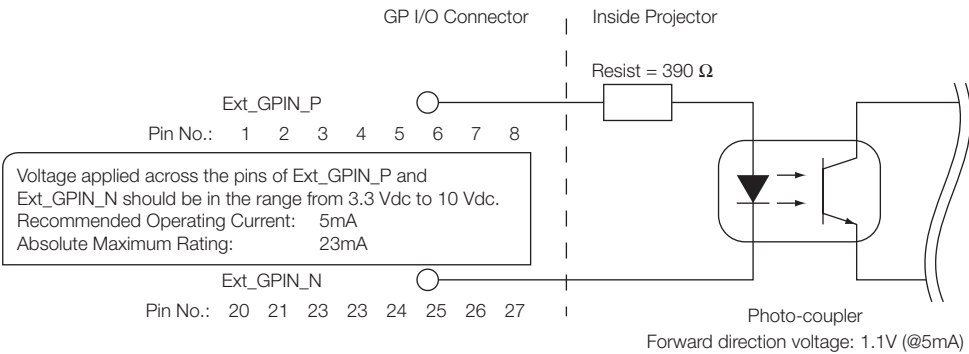 GP I/O Connector
Inside Projector
Resist = 390 Ω
Ext_GPIN_P
Pin No.: 1 2 3 4 5 6 7 8
Voltage applied across the pins of Ext_GPIN_P and
Ext_GPIN_N should be in the range from 3.3 Vdc to 10 Vdc.
Recommended Operating Current: 5mA
Absolute Maximum Rating: 23mA
Ext_GPIN_N
Pin No.: 20 21 23 23 24 25 26 27
Photo-coupler
Forward direction voltage: 1.1V (@5mA)